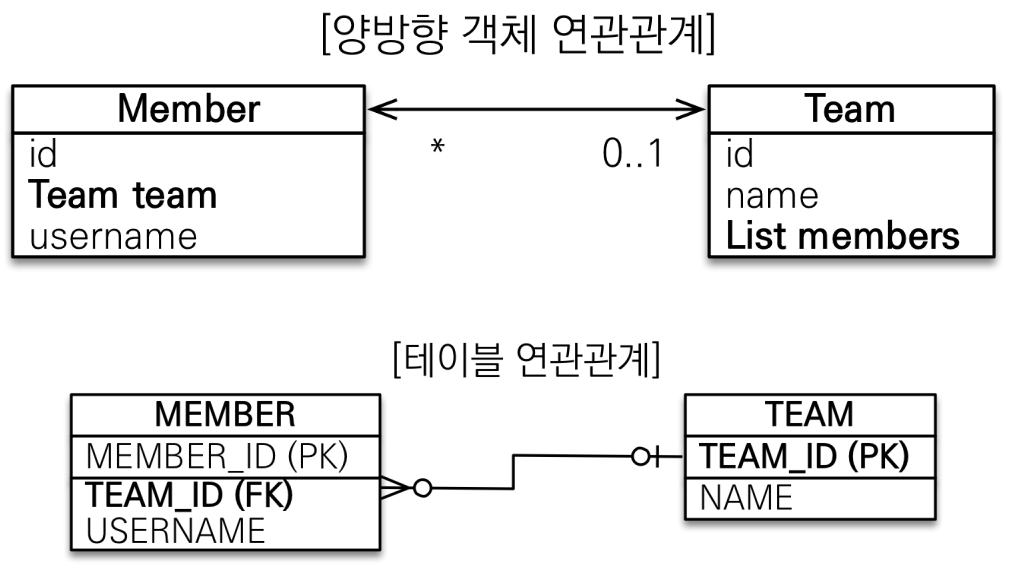 [양방향 객체 연관관계]
Member
id
Team team
username
* 0..1
Team
id
name
List members
[테이블 연관관계]
MEMBER
MEMBER_ID (PK)
TEAM_ID (FK)
USERNAME
TEAM
TEAM_ID (PK)
NAME